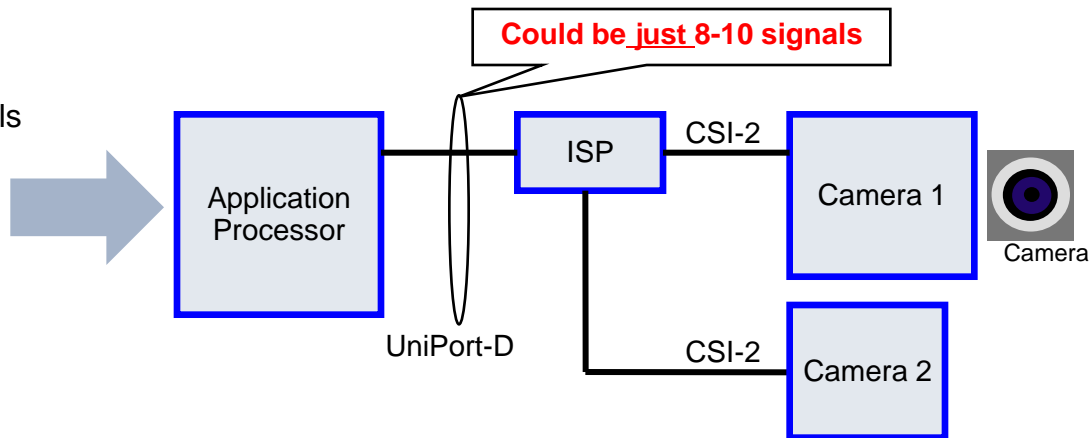 Could be just 8-10 signals
ls
Application
Processor
UniPort-D
ISP
CSI-2
Camera 1
Camera
CSI-2
Camera 2